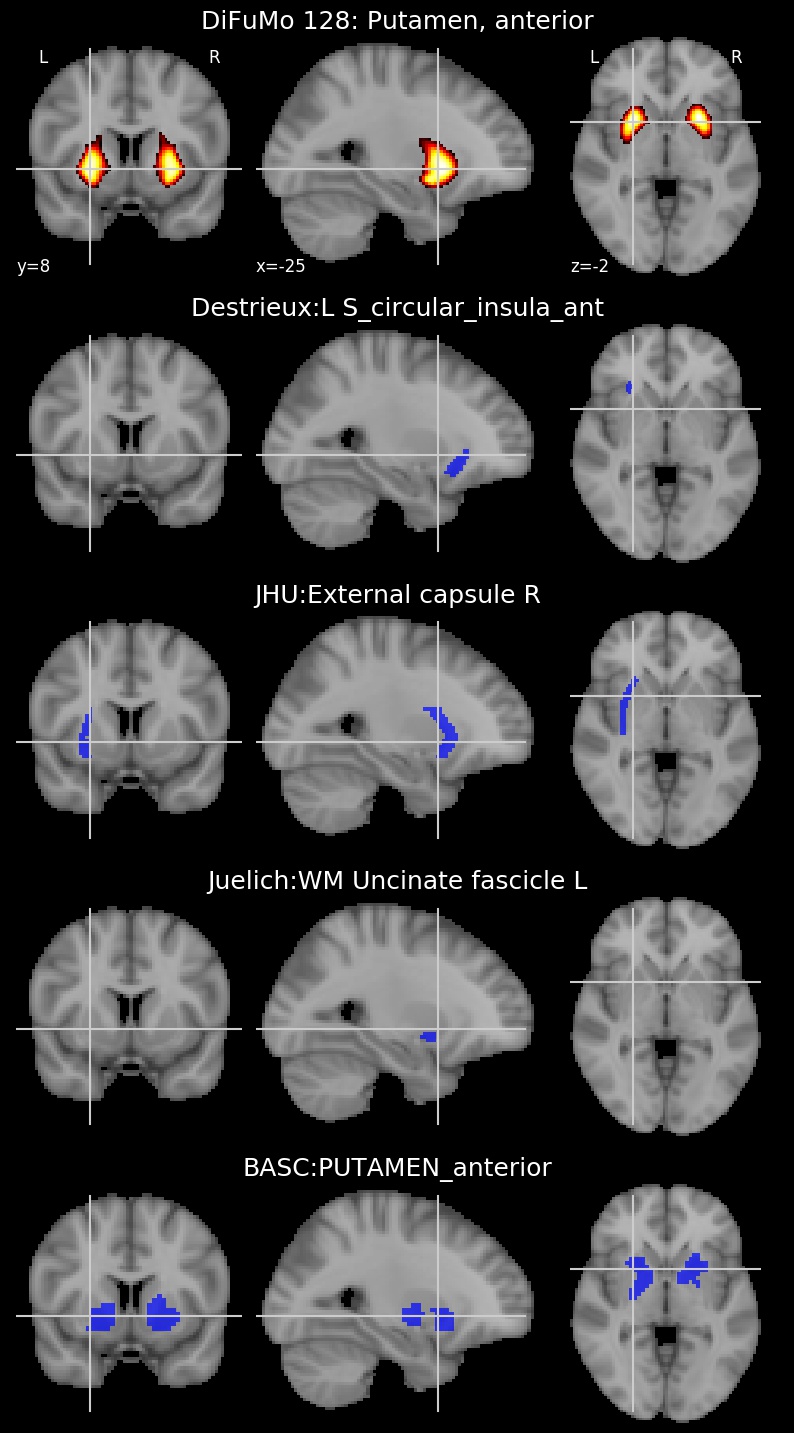 DiFuMo 128: Putamen, anterior
L R L R
y=8 x=-25 z=-2
Destrieux:L S_circular_insula_ant
JHU:External capsule R
Juelich:WM Uncinate fascicle L
BASC:PUTAMEN_anterior